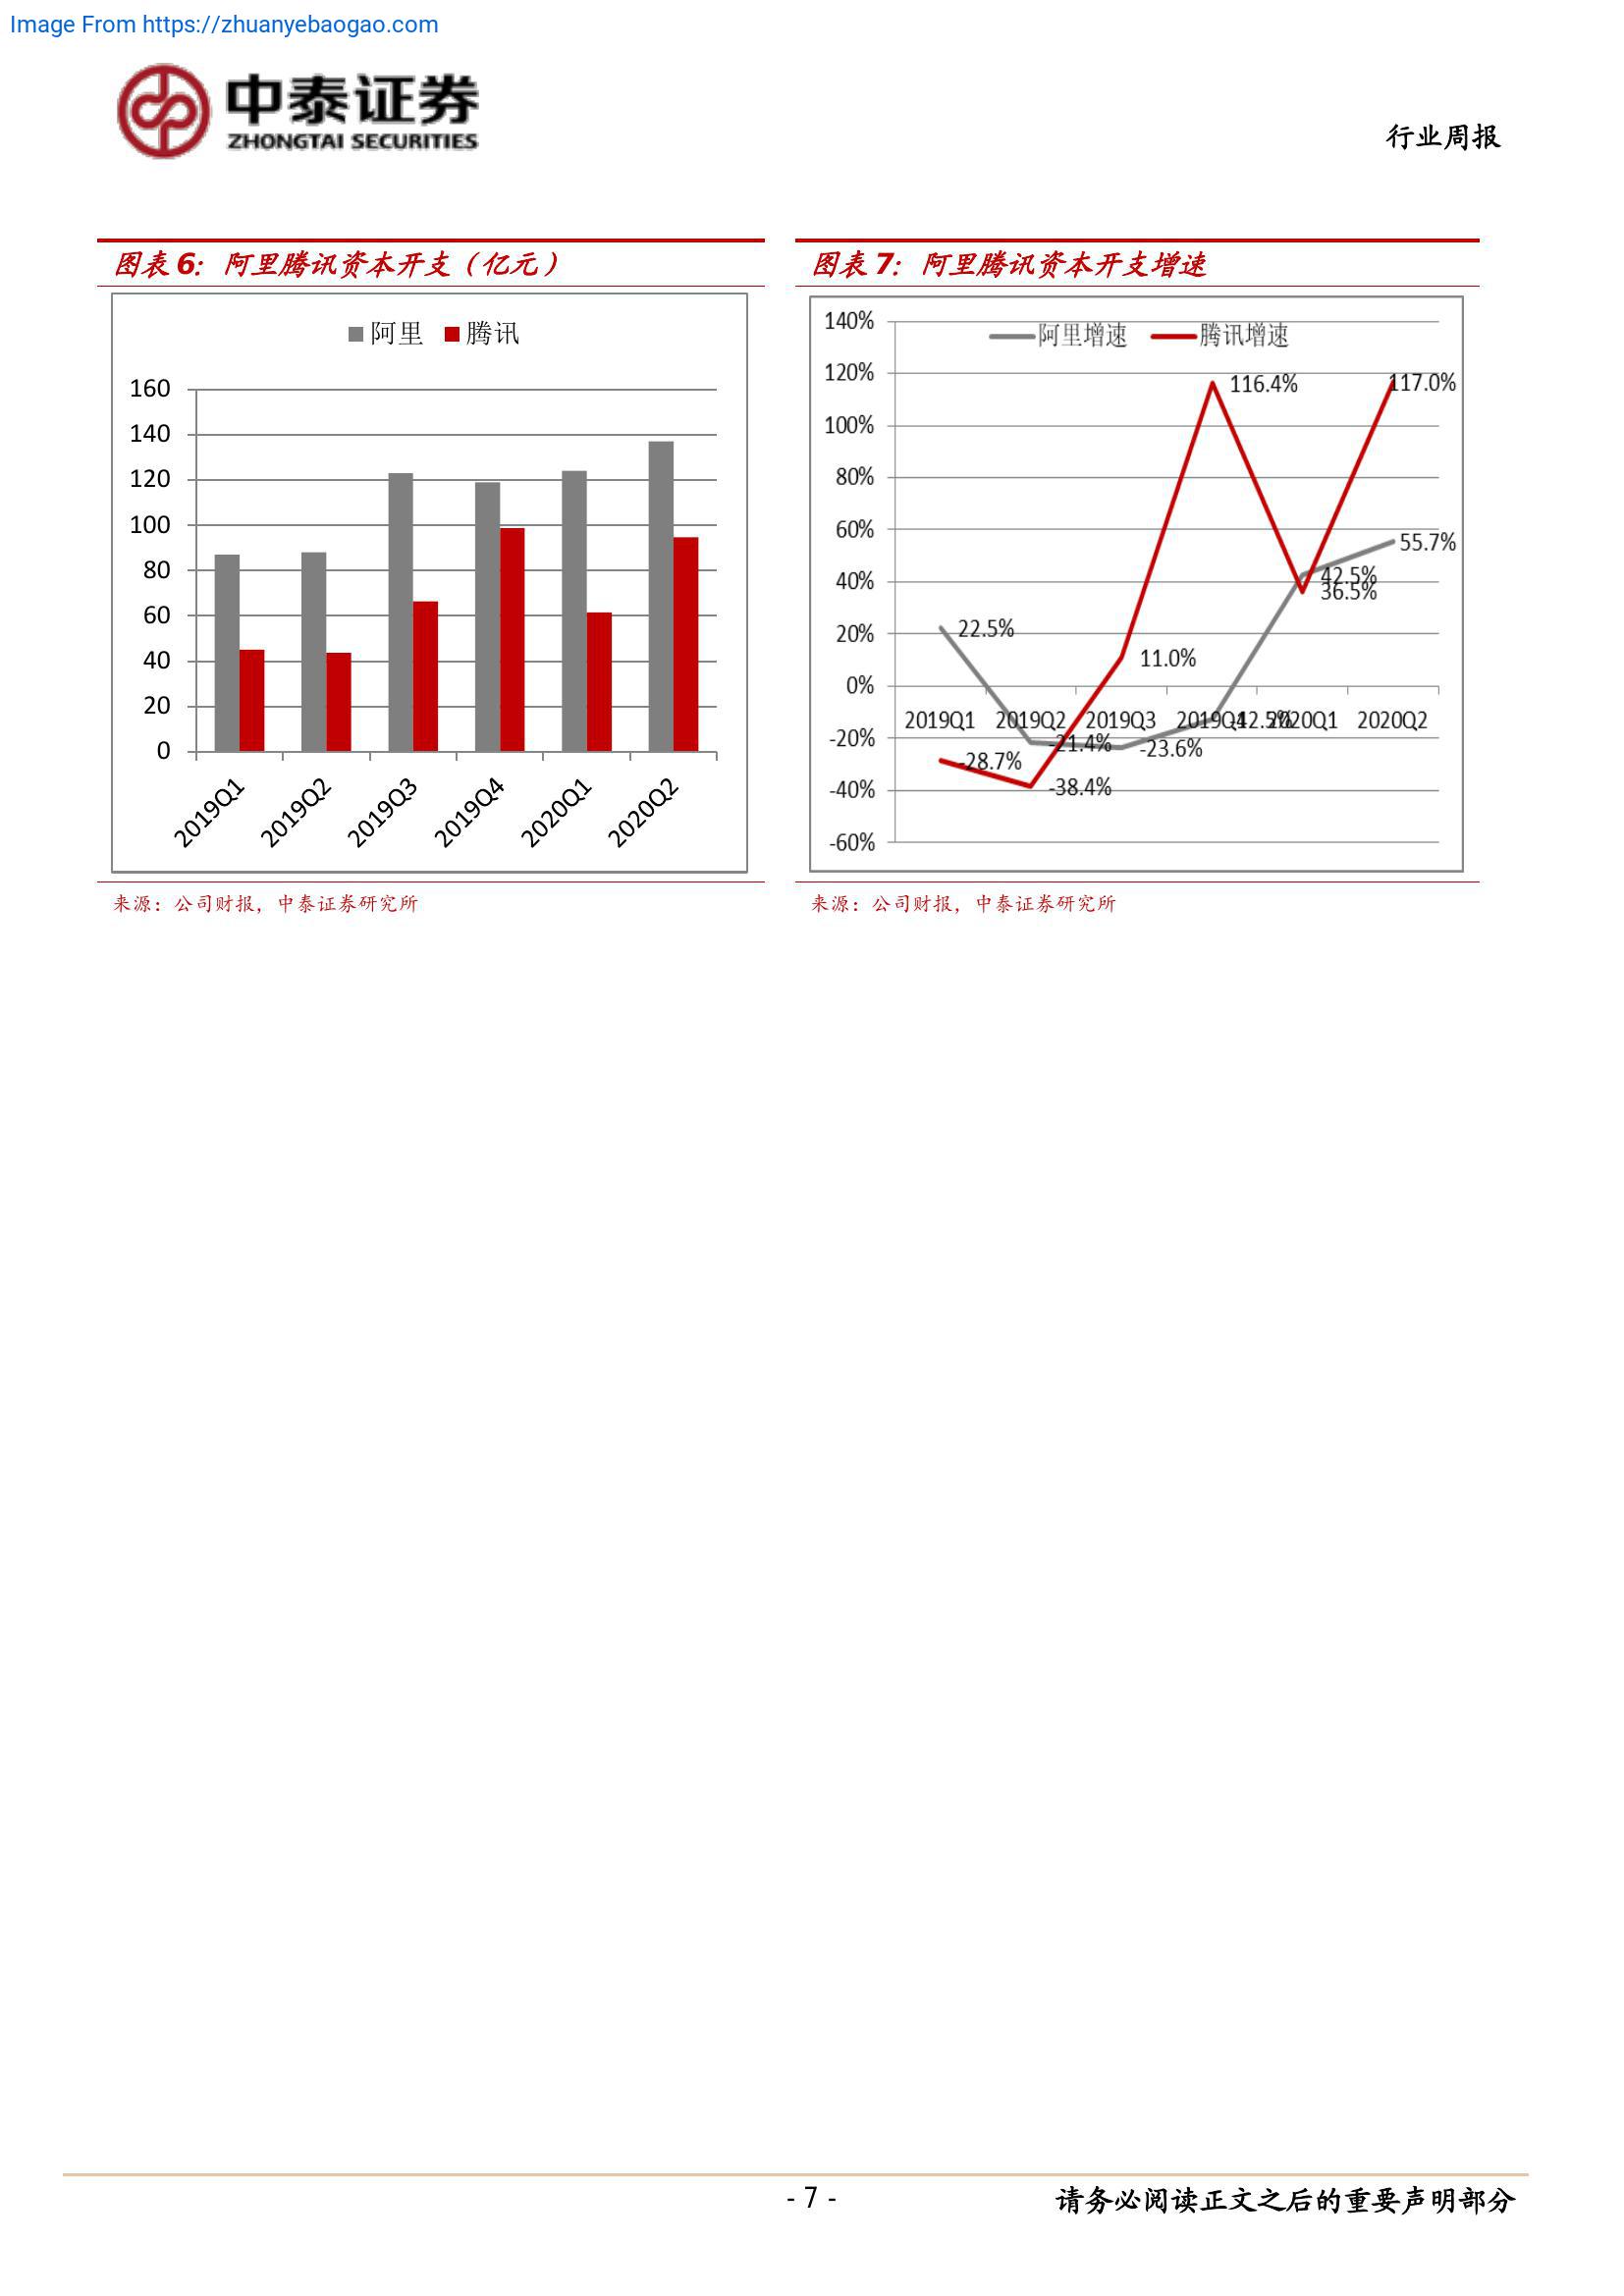 Image From https://zhuanyebaogao.com
中泰证券
ZHONGTAI SECURITIES
行业周报
图表 6：阿里腾讯资本开支（亿元）
阿里 腾讯
160
140
120
100
80
60
40
20
0
2019Q1 2019Q2 2019Q3 2019Q4 2020Q1 2020Q2
来源：公司财报，中泰证券研究所
图表 7：阿里腾讯资本开支增速
阿里增速 腾讯增速
140%
120%
100%
80%
60%
40%
20%
0%
-20%
-40%
-60%
116.4%
117.0%
55.7%
42.5%
36.5%
22.5%
11.0%
2019Q1 2019Q2 2019Q3 2019Q4 -12.5% 2020Q1 2020Q2
-21.4%
-23.6%
-28.7%
-38.4%
来源：公司财报，中泰证券研究所
- 7 -
请务必阅读正文之后的重要声明部分